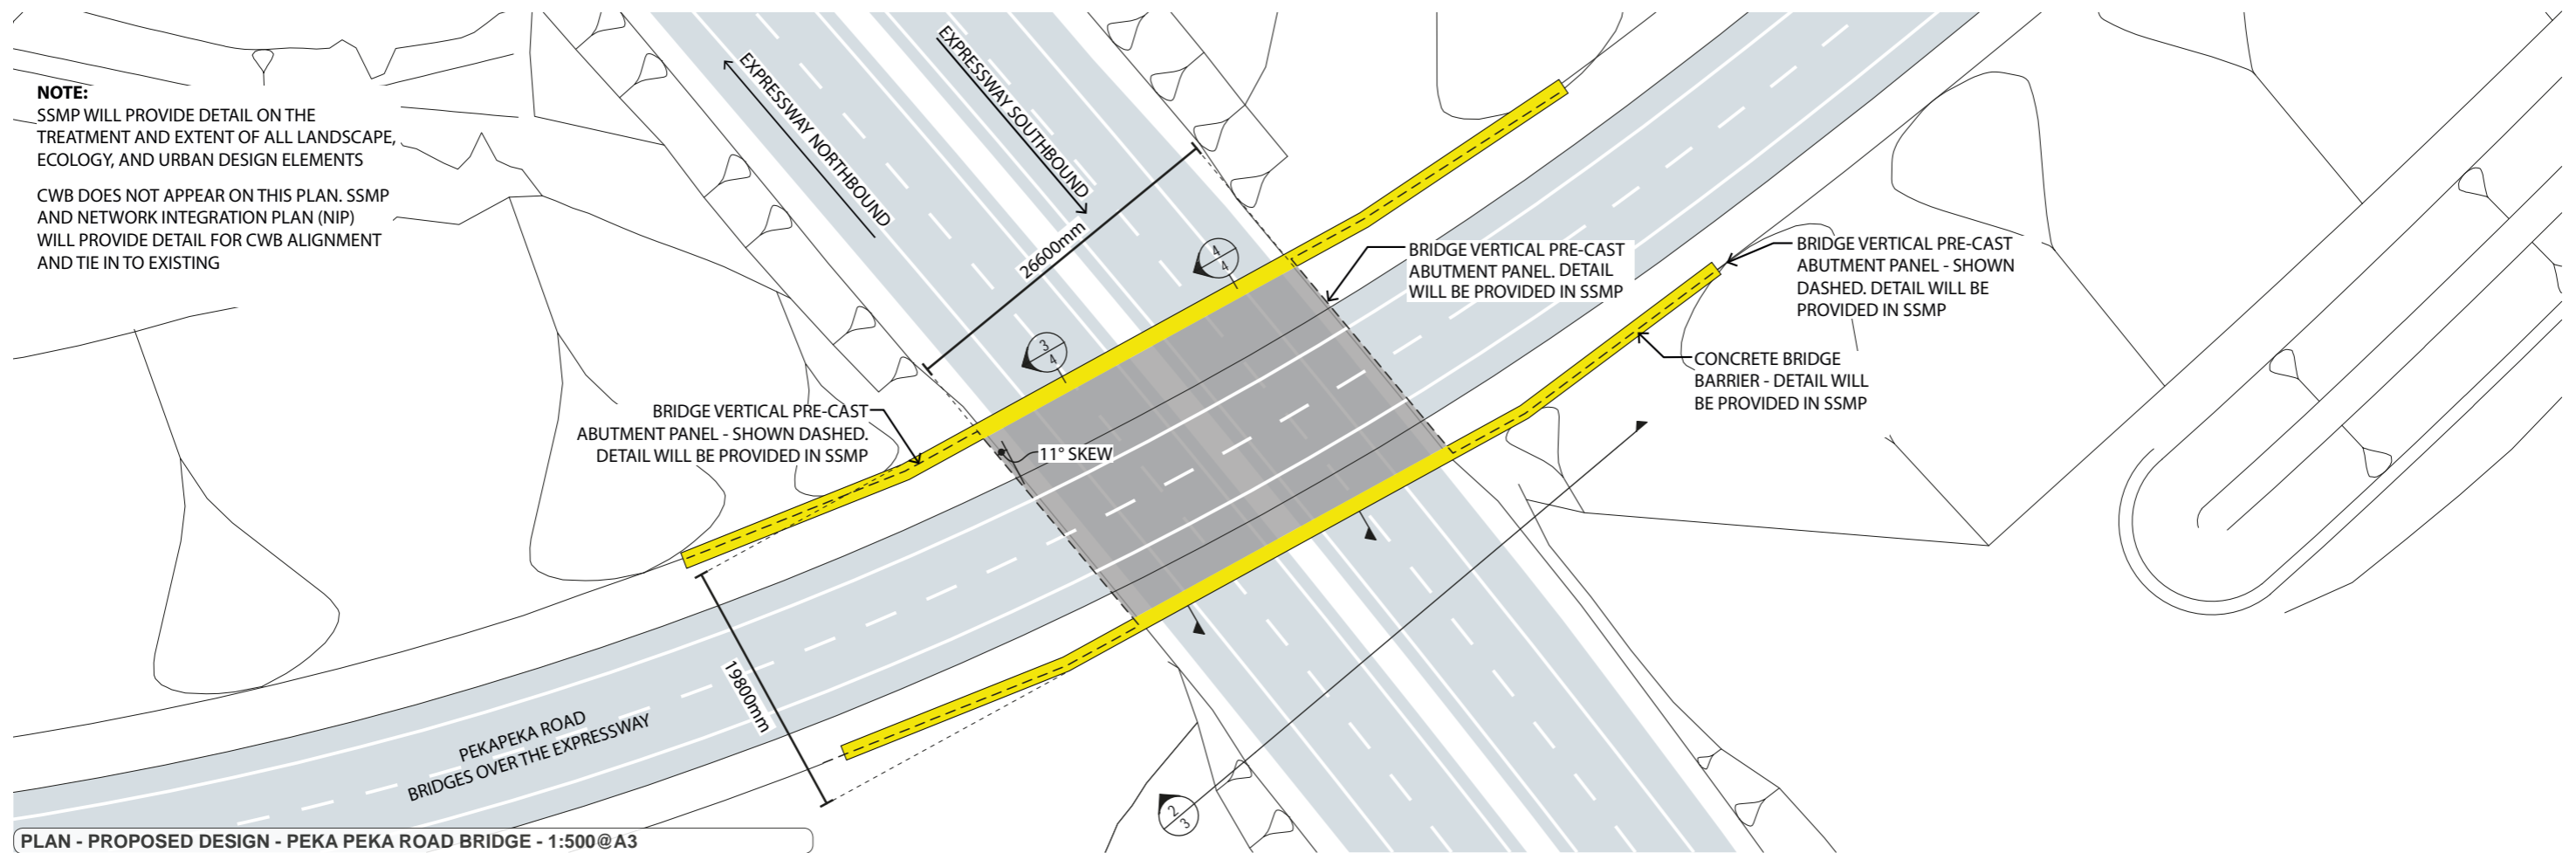 NOTE:
SSMP WILL PROVIDE DETAIL ON THE
TREATMENT AND EXTENT OF ALL LANDSCAPE,
ECOLOGY, AND URBAN DESIGN ELEMENTS
CWB DOES NOT APPEAR ON THIS PLAN. SSMP
AND NETWORK INTEGRATION PLAN (NIP)
WILL PROVIDE DETAIL FOR CWB ALIGNMENT
AND TIE IN TO EXISTING
EXPRESSWAY NORTHBOUND
EXPRESSWAY SOUTHBOUND
26600mm
4
4
3
4
BRIDGE VERTICAL PRE-CAST
ABUTMENT PANEL. DETAIL
WILL BE PROVIDED IN SSMP
BRIDGE VERTICAL PRE-CAST
ABUTMENT PANEL - SHOWN
DASHED. DETAIL WILL BE
PROVIDED IN SSMP
CONCRETE BRIDGE
BARRIER - DETAIL WILL
BE PROVIDED IN SSMP
BRIDGE VERTICAL PRE-CAST
ABUTMENT PANEL - SHOWN DASHED.
DETAIL WILL BE PROVIDED IN SSMP
11° SKEW
19800mm
PEKAPEKA ROAD
BRIDGES OVER THE EXPRESSWAY
2
3
PLAN - PROPOSED DESIGN - PEKA PEKA ROAD BRIDGE - 1:500@A3